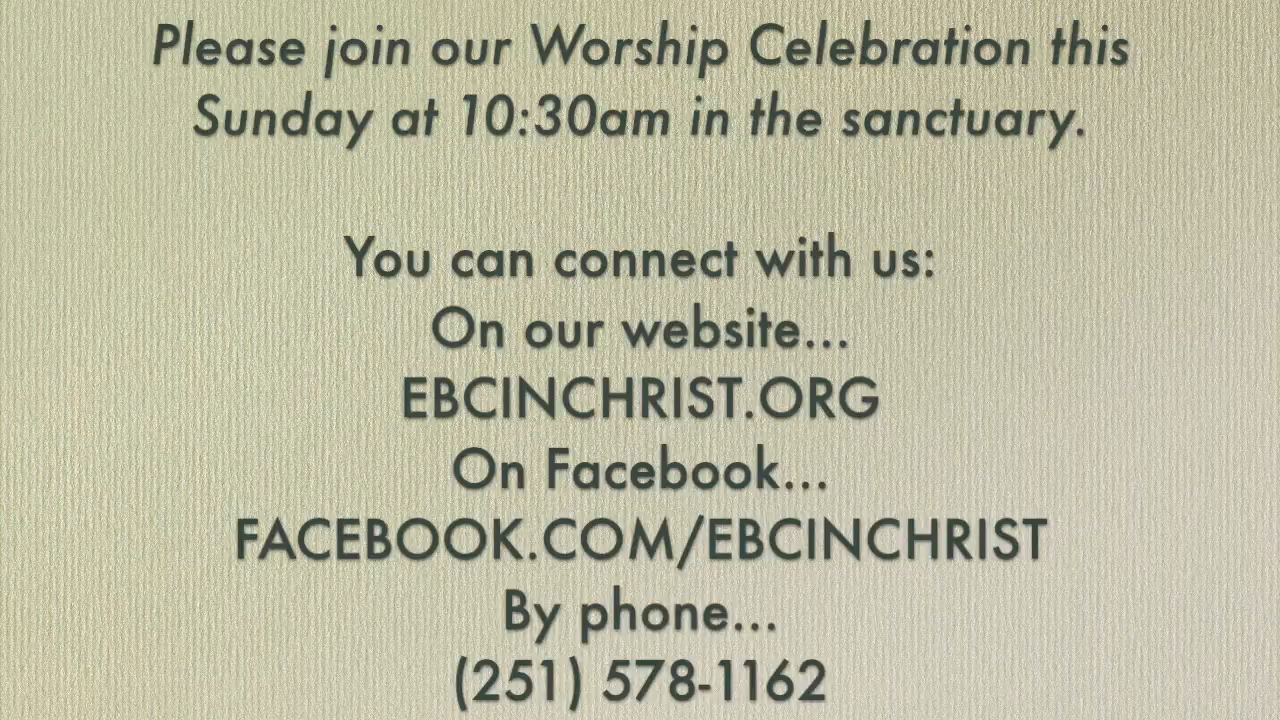 Please join our Worship Celebration this
Sunday at 10:30am in the sanctuary.
You can connect with us:
On our website...
EBCINCHRIST.ORG
On Facebook...
FACEBOOK.COM/EBCINCHRIST
By phone...
(251) 578-1162